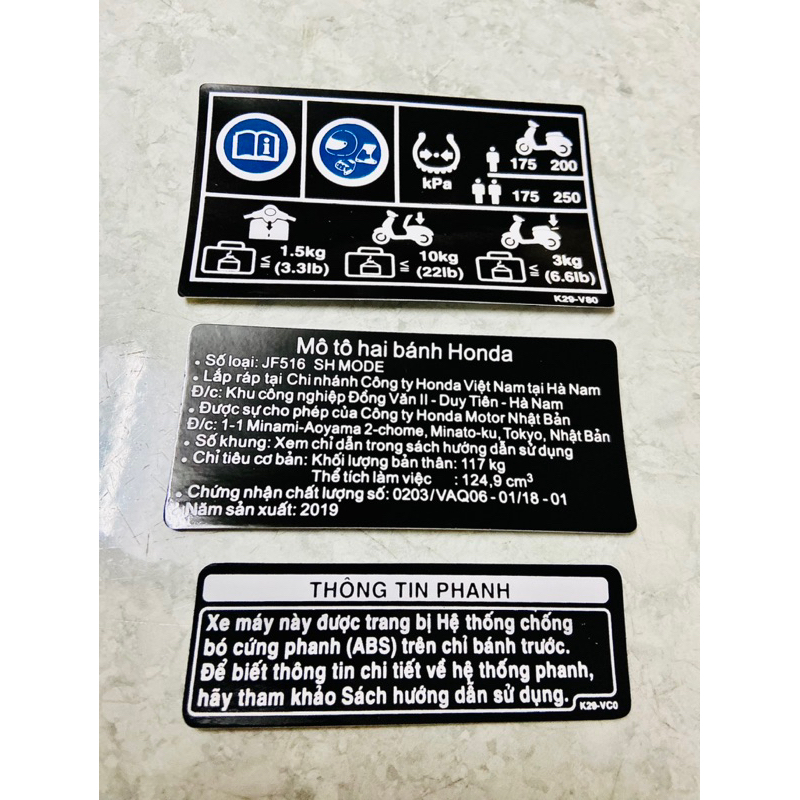 kPa
175 200
175 250
≤ 1.5kg (3.3lb)
≤ 10kg (22lb)
≤ 3kg (6.6lb)
K29-V80
Mô tô hai bánh Honda
• Số loại: JF516 SH MODE
• Lắp ráp tại Chi nhánh Công ty Honda Việt Nam tại Hà Nam
Đ/c: Khu công nghiệp Đồng Văn II - Duy Tiên - Hà Nam
• Được sự cho phép của Công ty Honda Motor Nhật Bản
Đ/c: 1-1 Minami-Aoyama 2-chome, Minato-ku, Tokyo, Nhật Bản
• Số khung: Xem chỉ dẫn trong sách hướng dẫn sử dụng
• Chỉ tiêu cơ bản: Khối lượng bản thân: 117 kg
Thể tích làm việc : 124,9 cm³
• Chứng nhận chất lượng số: 0203/VAQ06 - 01/18 - 01
Năm sản xuất: 2019
THÔNG TIN PHANH
Xe máy này được trang bị Hệ thống chống
bó cứng phanh (ABS) trên chỉ bánh trước.
Để biết thông tin chi tiết về hệ thống phanh,
hãy tham khảo Sách hướng dẫn sử dụng.
K29-VC0